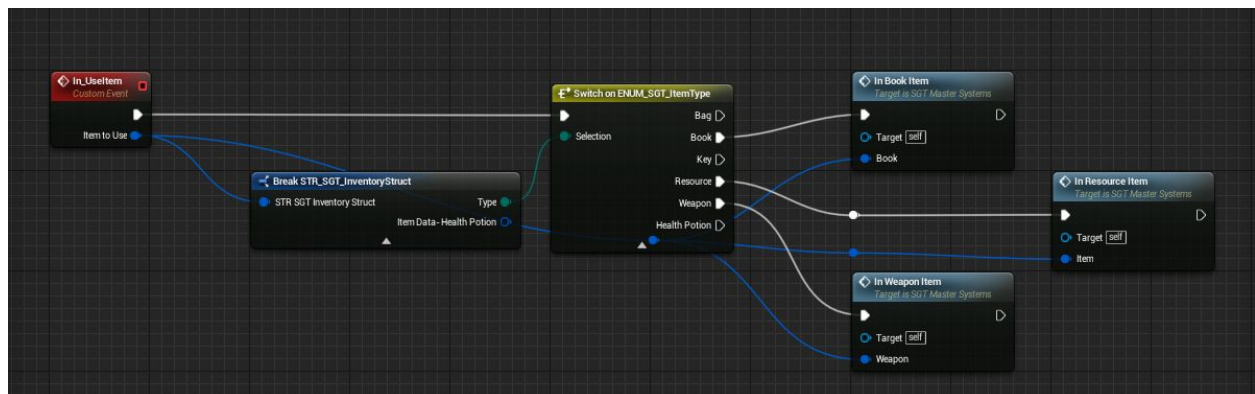 In_UseItem
Custom Event
Item to Use
Break STR_SGT_InventoryStruct
STR SGT Inventory Struct
Type
Item Data- Health Potion
Switch on ENUM_SGT_ItemType
Selection
Bag
Book
Key
Resource
Weapon
Health Potion
In Book Item
Target is SGT Master Systems
Target self
Book
In Resource Item
Target is SGT Master Systems
Target self
Item
In Weapon Item
Target is SGT Master Systems
Target self
Weapon